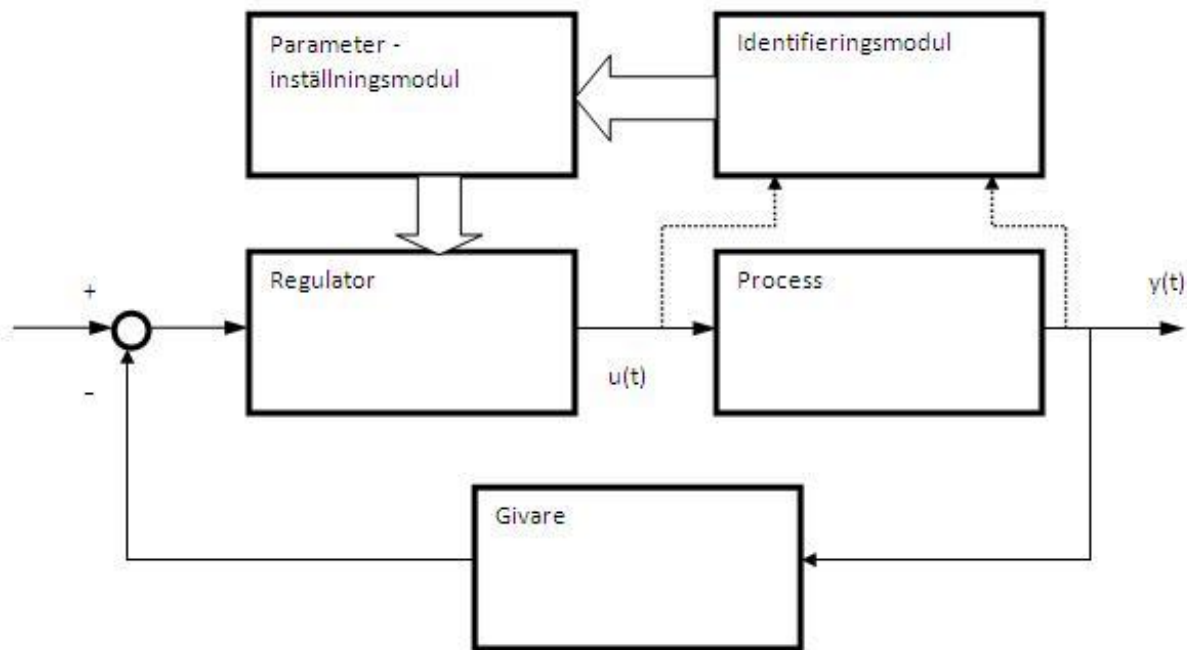 Parameter -
inställningsmodul
Identifieringsmodul
+
Regulator
Process
y(t)
-
u(t)
Givare